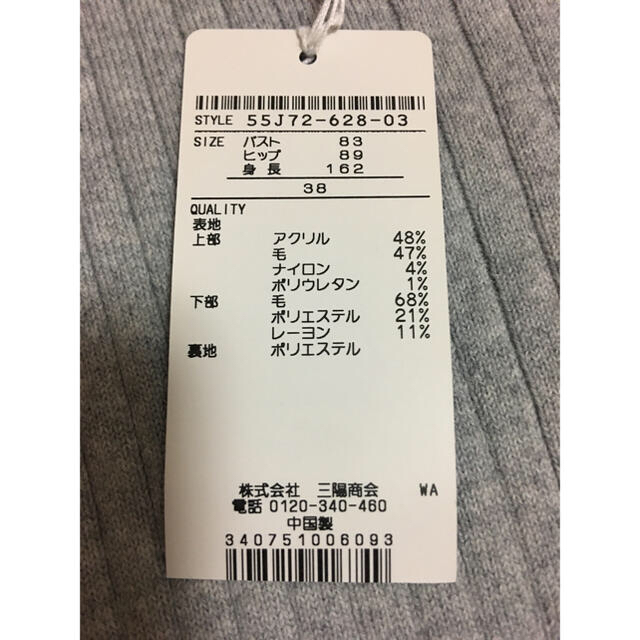 STYLE 55J72-628-03
SIZE バスト 83
ヒップ 89
身長 162
38
QUALITY
表地
上部 アクリル 48%
毛 47%
ナイロン 4%
ポリウレタン 1%
下部 毛 68%
ポリエステル 21%
レーヨン 11%
裏地 ポリエステル
株式会社 三陽商会 WA
電話 0120-340-460
中国製
340751006093